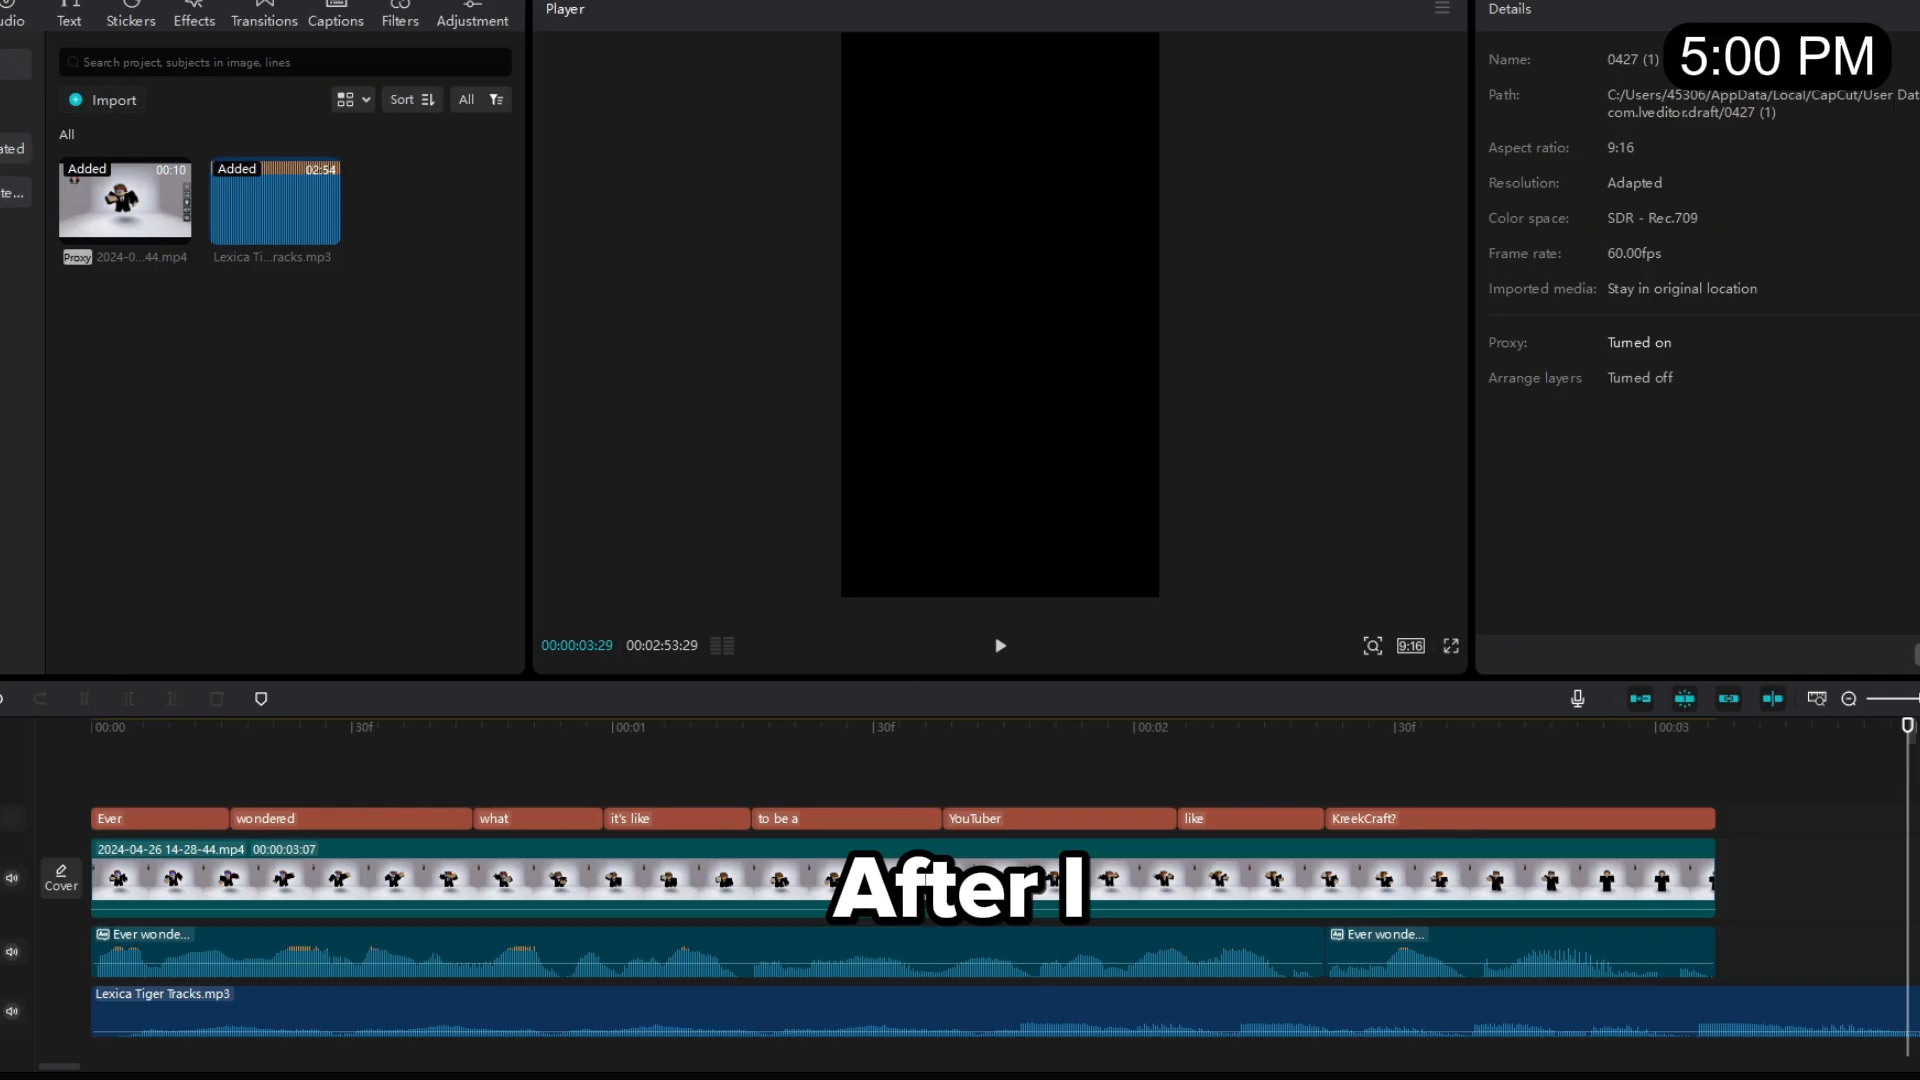 udio
Text
Stickers
Effects
Transitions
Captions
Filters
Adjustment
Player
Details
5:00 PM
Search project, subjects in image, lines
Import
Sort
All
All
ated
te...
Added
00:10
Proxy
2024-0...44.mp4
Added
02:54
Lexica Ti...racks.mp3
Name:
0427 (1)
Path:
C:/Users/45306/AppData/Local/CapCut/User Dat
com.lveditor.draft/0427 (1)
Aspect ratio:
9:16
Resolution:
Adapted
Color space:
SDR - Rec.709
Frame rate:
60.00fps
Imported media:
Stay in original location
Proxy:
Turned on
Arrange layers
Turned off
00:00:03:29
00:02:53:29
9:16
00:00
30f
00:01
30f
00:02
30f
00:03
Ever
wondered
what
it's like
to be a
YouTuber
like
KreekCraft?
2024-04-26 14-28-44.mp4
00:00:03:07
Cover
After I
Ever wonde...
Ever wonde...
Lexica Tiger Tracks.mp3